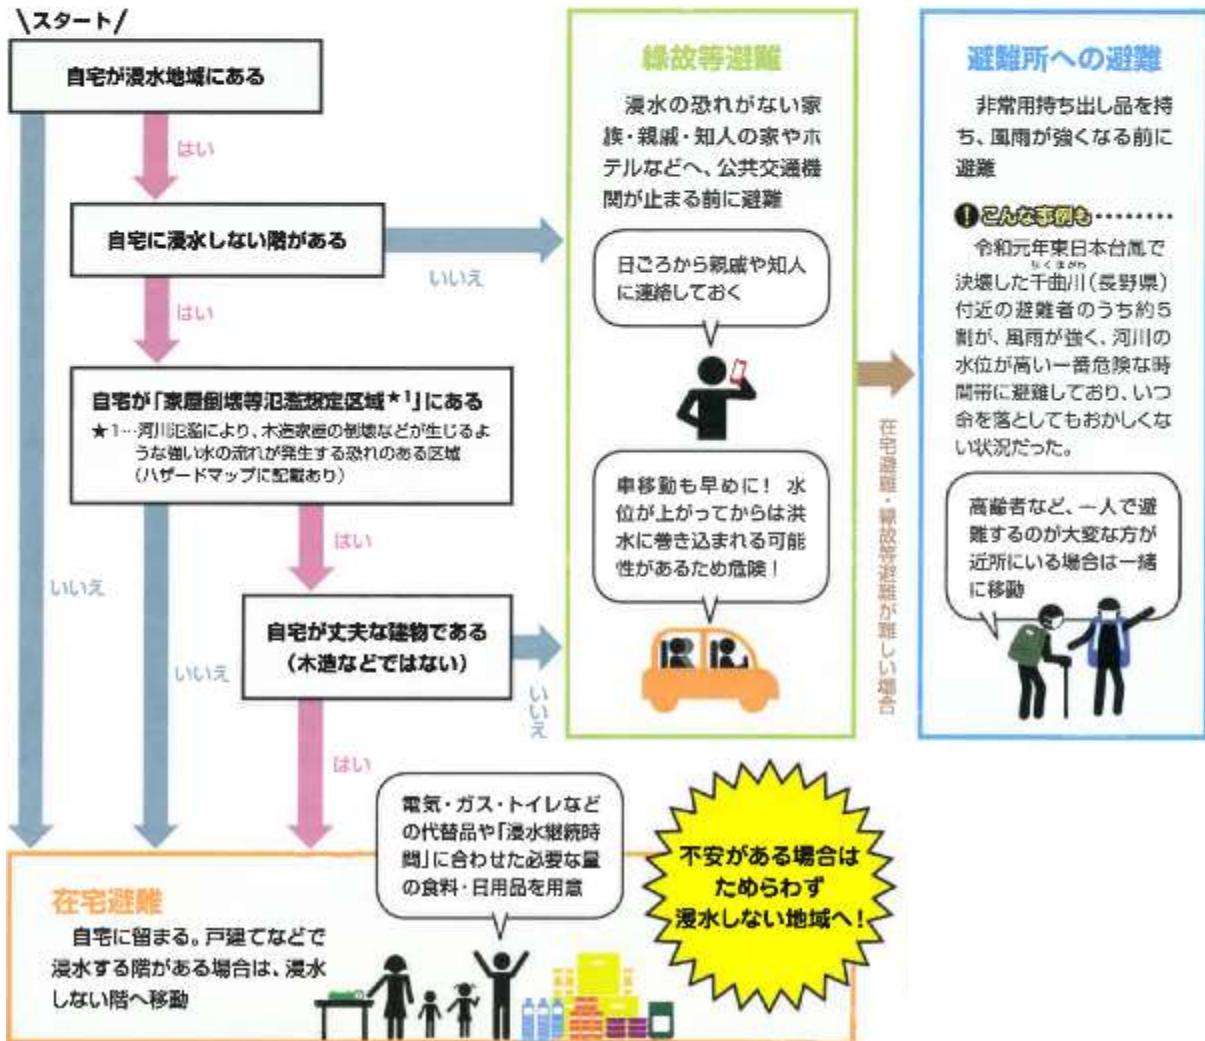 \スタート/
自宅が浸水地域にある
はい
自宅に浸水しない階がある
いいえ
はい
自宅が「家屋倒壊等氾濫想定区域★1」にある
★1…河川氾濫により、木造家屋の倒壊などが生じるよ
うな強い水の流れが発生する恐れのある区域
(ハザードマップに記載あり)
いいえ
はい
いいえ
自宅が丈夫な建物である
(木造などではない)
いいえ
はい
縁故等避難
浸水の恐れがない家
族・親戚・知人の家やホ
テルなどへ、公共交通機
関が止まる前に避難
日ごろから親戚や知人
に連絡しておく
車移動も早めに! 水
位が上がってからは洪
水に巻き込まれる可能
性があるため危険!
在宅避難・縁故等避難が難しい場合
避難所への避難
非常用持ち出し品を持
ち、風雨が強くなる前に
避難
!こんな事例も………
令和元年東日本台風で
決壊した千曲川(長野県)
付近の避難者のうち約5
割が、風雨が強く、河川の
水位が高い一番危険な時
間帯に避難しており、いつ
命を落としてもおかしくな
い状況だった。
高齢者など、一人で避
難するのが大変な方が
近所にいる場合は一緒
に移動
在宅避難
自宅に留まる。戸建てなどで
浸水する階がある場合は、浸水
しない階へ移動
電気・ガス・トイレなど
の代替品や「浸水継続時
間」に合わせた必要な量
の食料・日用品を用意
不安がある場合は
ためらわず
浸水しない地域へ!